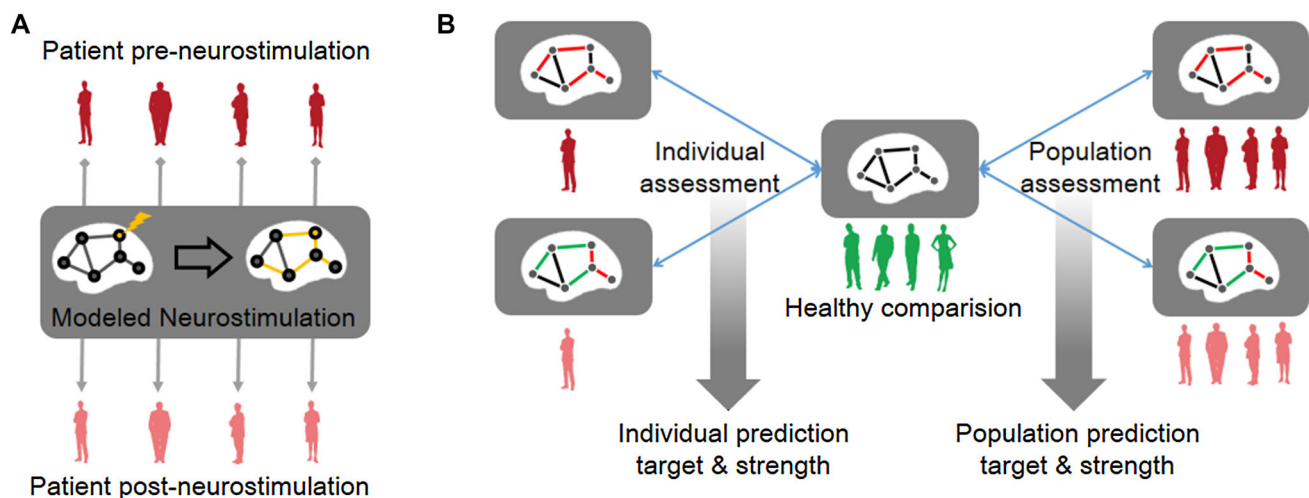 A
Patient pre-neurostimulation
Modeled Neurostimulation
Patient post-neurostimulation
B
Individual
assessment
Population
assessment
Healthy comparision
Individual prediction
target & strength
Population prediction
target & strength